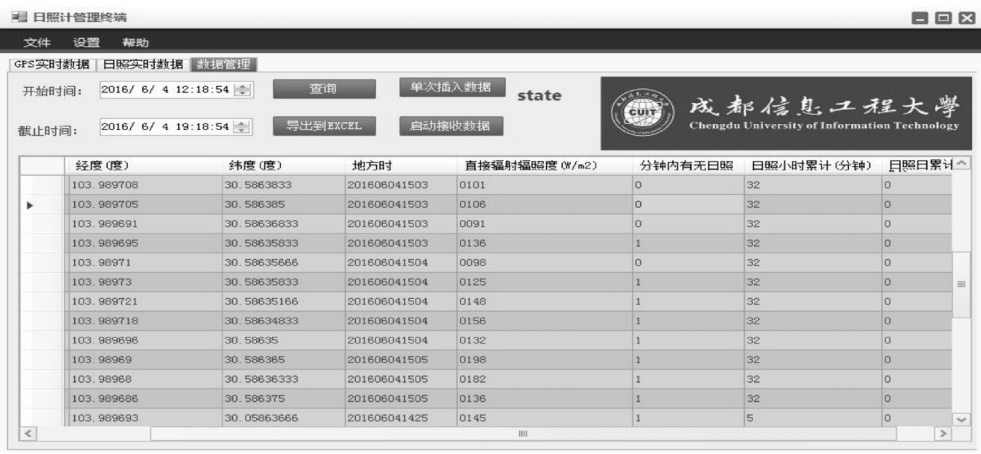 日照计管理终端
文件 设置 帮助
GPS实时数据 日照实时数据 数据管理
开始时间： 2016/ 6/ 4 12:18:54 查询 单次插入数据 state
截止时间： 2016/ 6/ 4 19:18:54 导出到EXCEL 启动接收数据
CUIT
成都信息工程大学
Chengdu University of Information Technology
经度(度) 纬度(度) 地方时 直接辐射辐照度(W/m2) 分钟内有无日照 日照小时累计(分钟) 日照日累计
103.989708 30.5863833 201606041503 0101 0 32 0
103.989705 30.586385 201606041503 0106 0 32 0
103.989691 30.58636833 201606041503 0091 0 32 0
103.989695 30.58635833 201606041503 0136 1 32 0
103.98971 30.58635666 201606041504 0098 0 32 0
103.98973 30.58635833 201606041504 0125 1 32 0
103.989721 30.58635166 201606041504 0148 1 32 0
103.989718 30.58634833 201606041504 0156 1 32 0
103.989696 30.58635 201606041504 0132 1 32 0
103.98969 30.586365 201606041505 0198 1 32 0
103.98968 30.58636333 201606041505 0182 1 32 0
103.989686 30.586375 201606041505 0136 1 32 0
103.989693 30.05863666 201606041425 0145 1 5 0